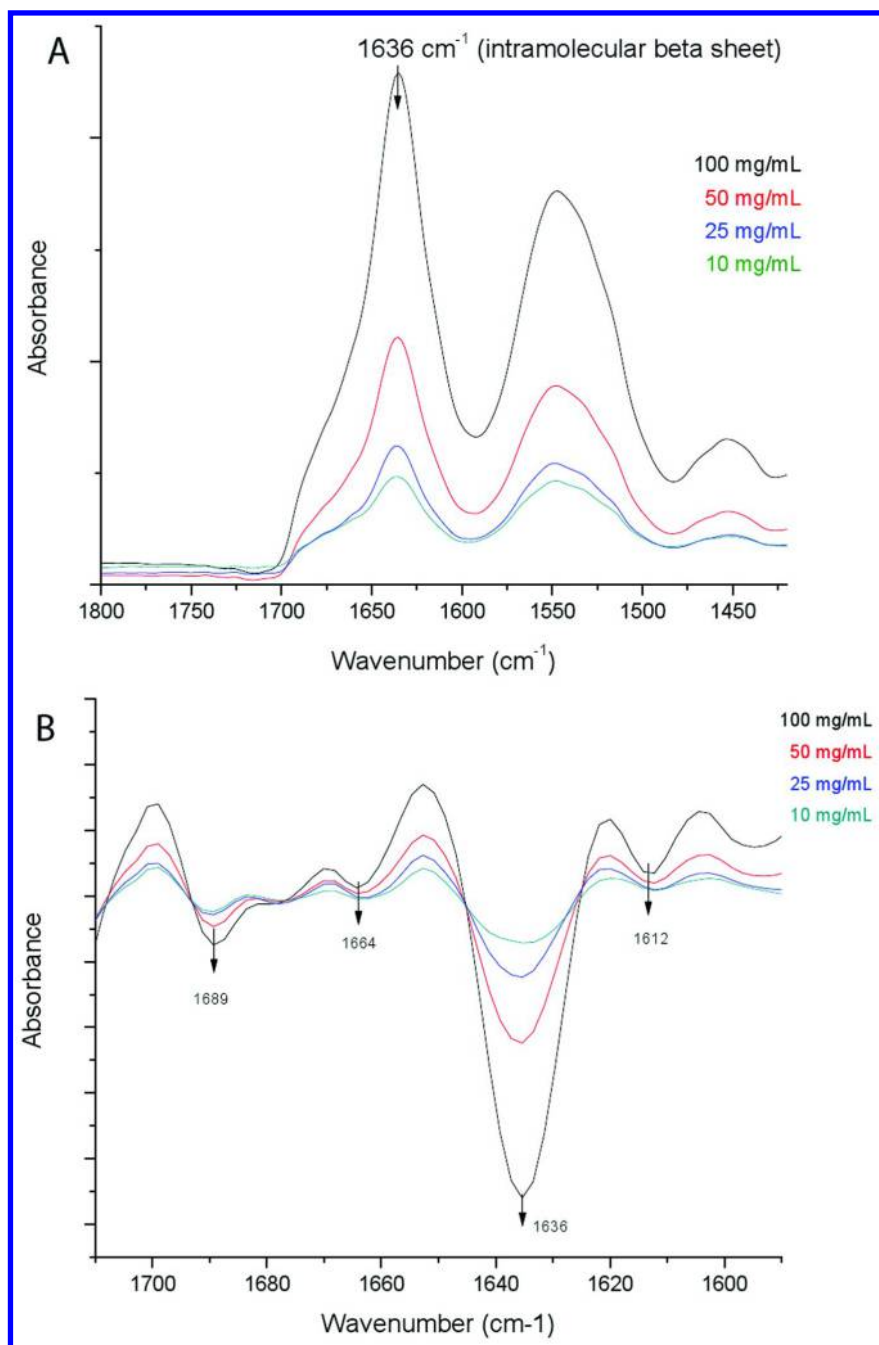 A
1636 cm⁻¹ (intramolecular beta sheet)
100 mg/mL
50 mg/mL
25 mg/mL
10 mg/mL
Absorbance
1800 1750 1700 1650 1600 1550 1500 1450
Wavenumber (cm⁻¹)
B
100 mg/mL
50 mg/mL
25 mg/mL
10 mg/mL
Absorbance
1689
1664
1636
1612
1700 1680 1660 1640 1620 1600
Wavenumber (cm-1)